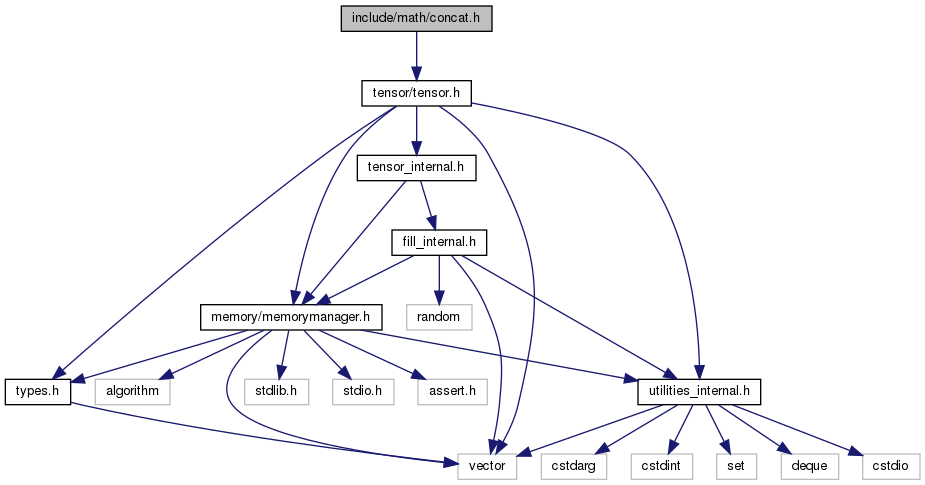 include/math/concat.h
tensor/tensor.h
tensor_internal.h
fill_internal.h
memory/memorymanager.h
random
types.h
algorithm
stdlib.h
stdio.h
assert.h
utilities_internal.h
vector
cstdarg
cstdint
set
deque
cstdio